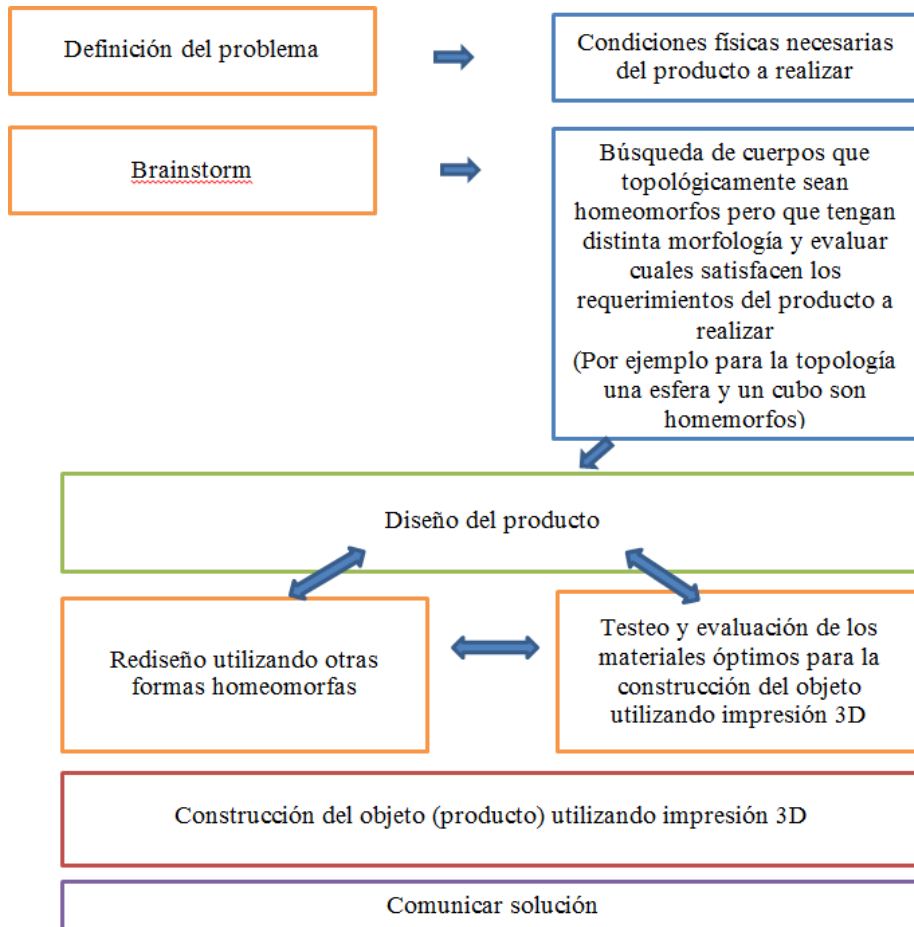 Definición del problema
Condiciones físicas necesarias
del producto a realizar
Brainstorm
Búsqueda de cuerpos que
topológicamente sean
homeomorfos pero que tengan
distinta morfología y evaluar
cuales satisfacen los
requerimientos del producto a
realizar
(Por ejemplo para la topología
una esfera y un cubo son
homemorfos)
Diseño del producto
Rediseño utilizando otras
formas homeomorfas
Testeo y evaluación de los
materiales óptimos para la
construcción del objeto
utilizando impresión 3D
Construcción del objeto (producto) utilizando impresión 3D
Comunicar solución